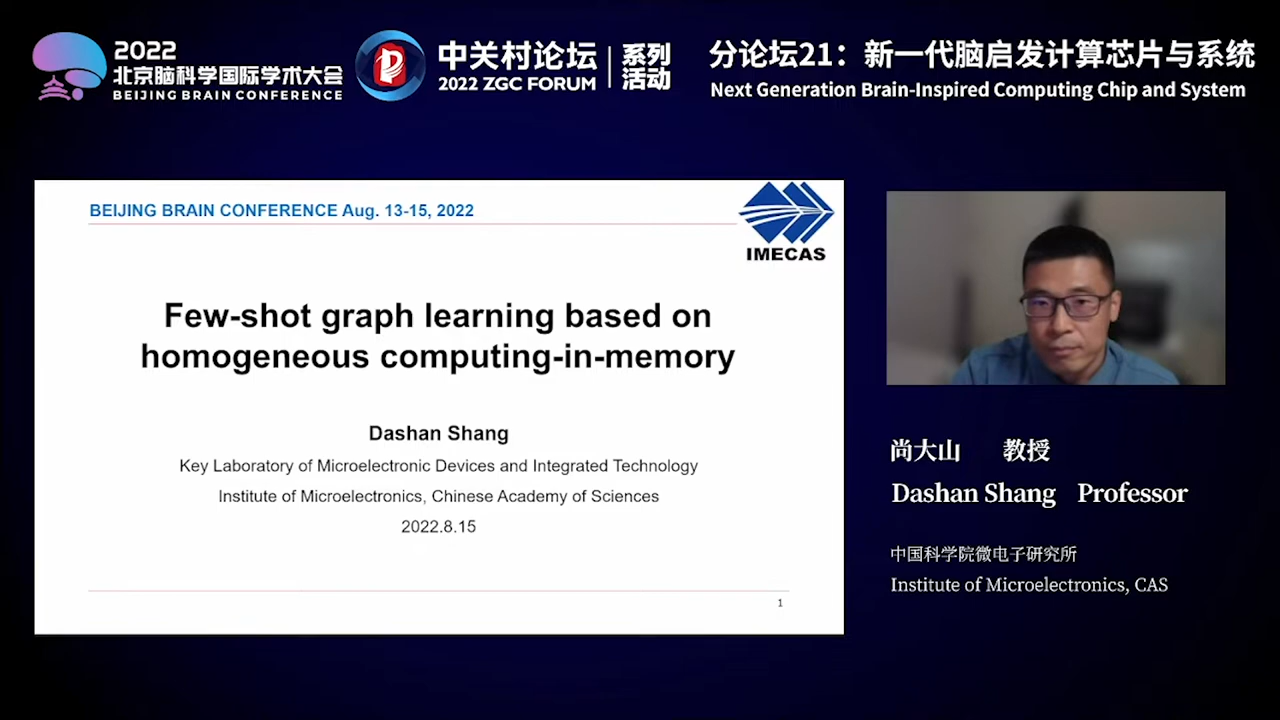 2022
北京脑科学国际学术大会
BEIJING BRAIN CONFERENCE
中关村论坛
2022 ZGC FORUM
系列
活动
分论坛21：新一代脑启发计算芯片与系统
Next Generation Brain-Inspired Computing Chip and System
BEIJING BRAIN CONFERENCE Aug. 13-15, 2022
IMECAS
Few-shot graph learning based on
homogeneous computing-in-memory
Dashan Shang
Key Laboratory of Microelectronic Devices and Integrated Technology
Institute of Microelectronics, Chinese Academy of Sciences
2022.8.15
1
尚大山 教授
Dashan Shang Professor
中国科学院微电子研究所
Institute of Microelectronics, CAS